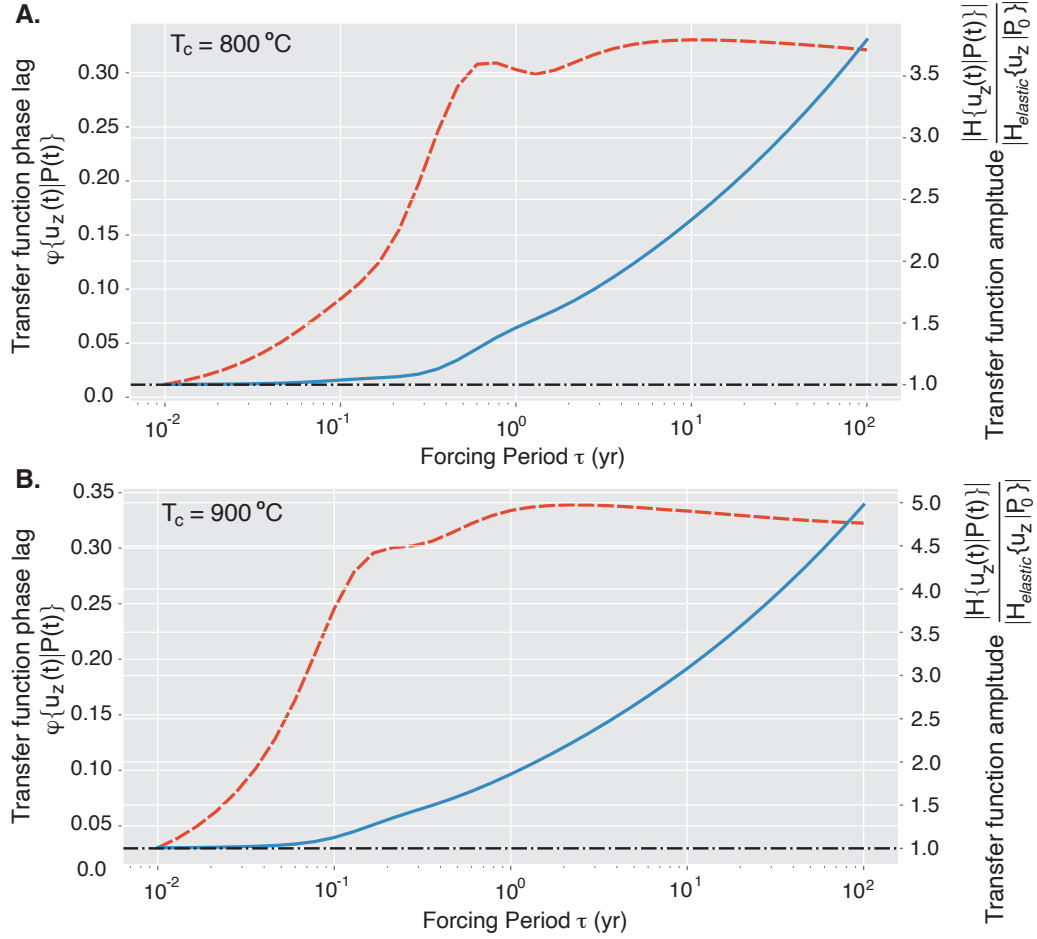 A.
T_c = 800 °C
Transfer function phase lag
φ{u_z(t)|P(t)}
0.30
0.25
0.20
0.15
0.10
0.05
0.0
3.5
3.0
2.5
2.0
1.5
1.0
|H{u_z(t)|P(t)}|
|H_elastic{u_z|P_0}|
Transfer function ampltude
10^-2
10^-1
10^0
10^1
10^2
Forcing Period τ (yr)
B.
T_c = 900 °C
Transfer function phase lag
φ{u_z(t)|P(t)}
0.35
0.30
0.25
0.20
0.15
0.10
0.05
0.0
5.0
4.5
4.0
3.5
3.0
2.5
2.0
1.5
1.0
|H{u_z(t)|P(t)}|
|H_elastic{u_z|P_0}|
Transfer function amplitude
10^-2
10^-1
10^0
10^1
10^2
Forcing Period τ (yr)